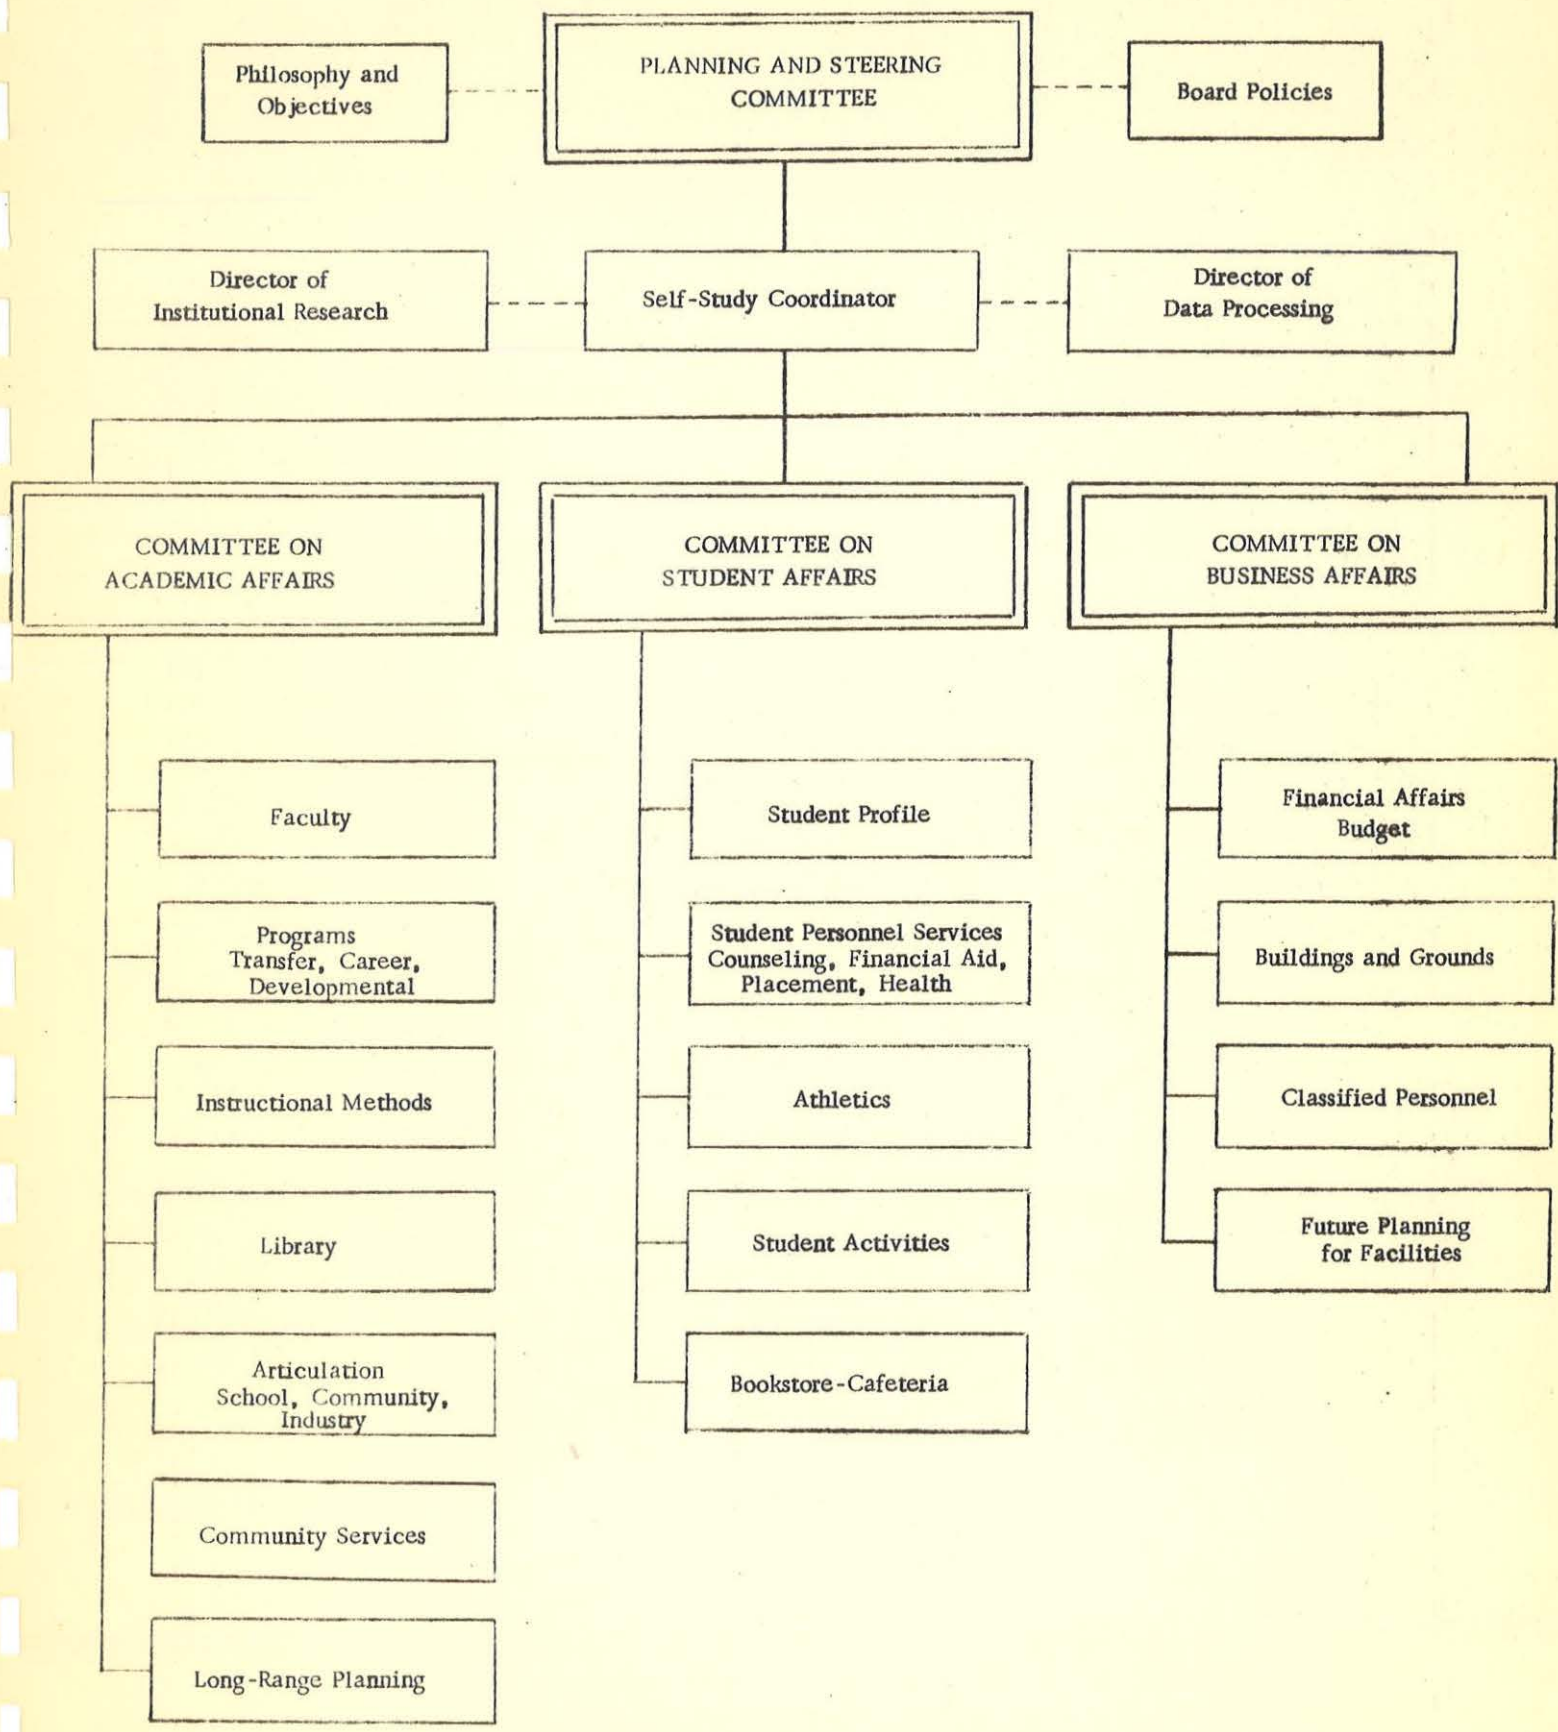 Philosophy and
Objectives
PLANNING AND STEERING
COMMITTEE
Board Policies
Director of
Institutional Research
Self-Study Coordinator
Director of
Data Processing
COMMITTEE ON
ACADEMIC AFFAIRS
COMMITTEE ON
STUDENT AFFAIRS
COMMITTEE ON
BUSINESS AFFAIRS
Faculty
Programs
Transfer, Career,
Developmental
Instructional Methods
Library
Articulation
School, Community,
Industry
Community Services
Long-Range Planning
Student Profile
Student Personnel Services
Counseling, Financial Aid,
Placement, Health
Athletics
Student Activities
Bookstore-Cafeteria
Financial Affairs
Budget
Buildings and Grounds
Classified Personnel
Future Planning
for Facilities